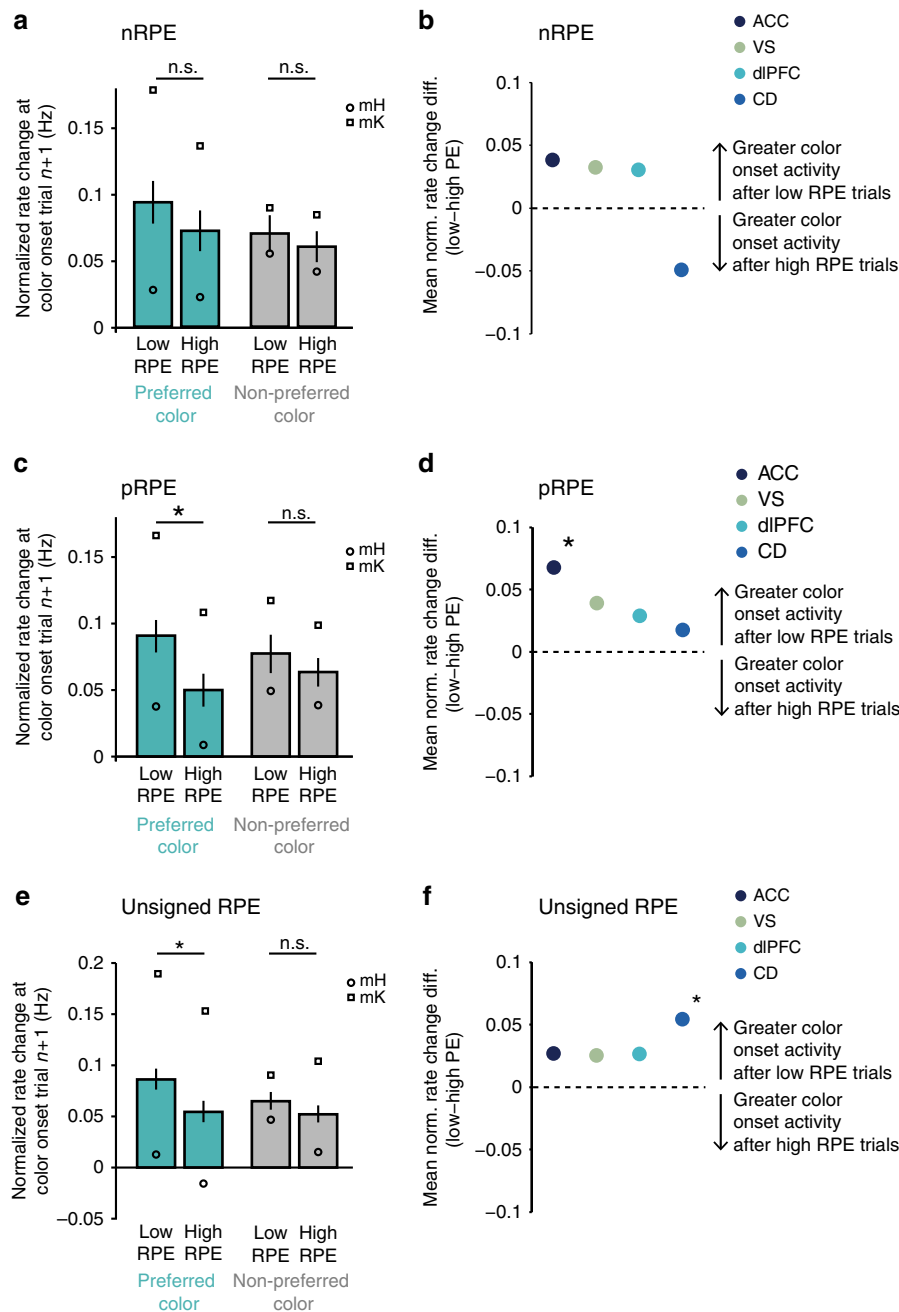 a
nRPE
n.s.
n.s.
mH
mK
Normalized rate change at
color onset trial n+1 (Hz)
0.15
0.1
0.05
0
Low
RPE
High
RPE
Low
RPE
High
RPE
Preferred
color
Non-preferred
color
b
nRPE
ACC
VS
dlPFC
CD
Mean norm. rate change diff.
(low–high PE)
0.1
0.05
0
−0.05
−0.1
Greater color
onset activity
after low RPE trials
Greater color
onset activity
after high RPE trials
c
pRPE
*
n.s.
mH
mK
Normalized rate change at
color onset trial n+1 (Hz)
0.15
0.1
0.05
0
Low
RPE
High
RPE
Low
RPE
High
RPE
Preferred
color
Non-preferred
color
d
pRPE
ACC
VS
dlPFC
CD
Mean norm. rate change diff.
(low–high PE)
0.1
0.05
0
−0.05
−0.1
*
Greater color
onset activity
after low RPE trials
Greater color
onset activity
after high RPE trials
e
Unsigned RPE
*
n.s.
mH
mK
Normalized rate change at
color onset trial n+1 (Hz)
0.2
0.15
0.1
0.05
0
−0.05
Low
RPE
High
RPE
Low
RPE
High
RPE
Preferred
color
Non-preferred
color
f
Unsigned RPE
ACC
VS
dlPFC
CD
Mean norm. rate change diff.
(low–high PE)
0.1
0.05
0
−0.05
−0.1
*
Greater color
onset activity
after low RPE trials
Greater color
onset activity
after high RPE trials